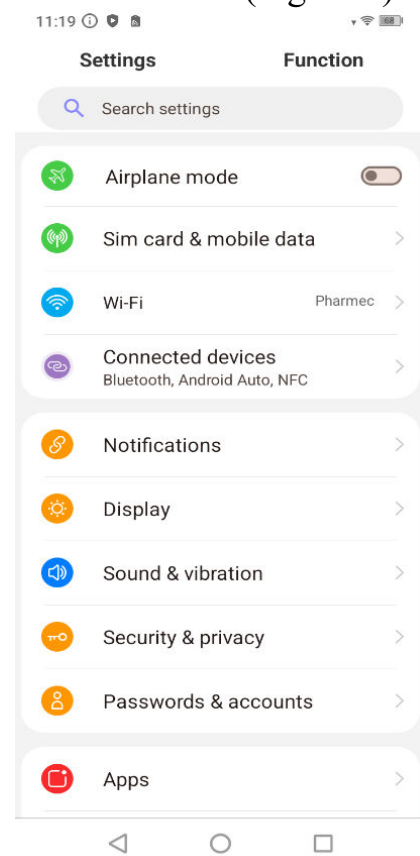 11:19
68
Settings Function
Search settings
Airplane mode
Sim card & mobile data
Wi-Fi Pharmec
Connected devices
Bluetooth, Android Auto, NFC
Notifications
Display
Sound & vibration
Security & privacy
Passwords & accounts
Apps